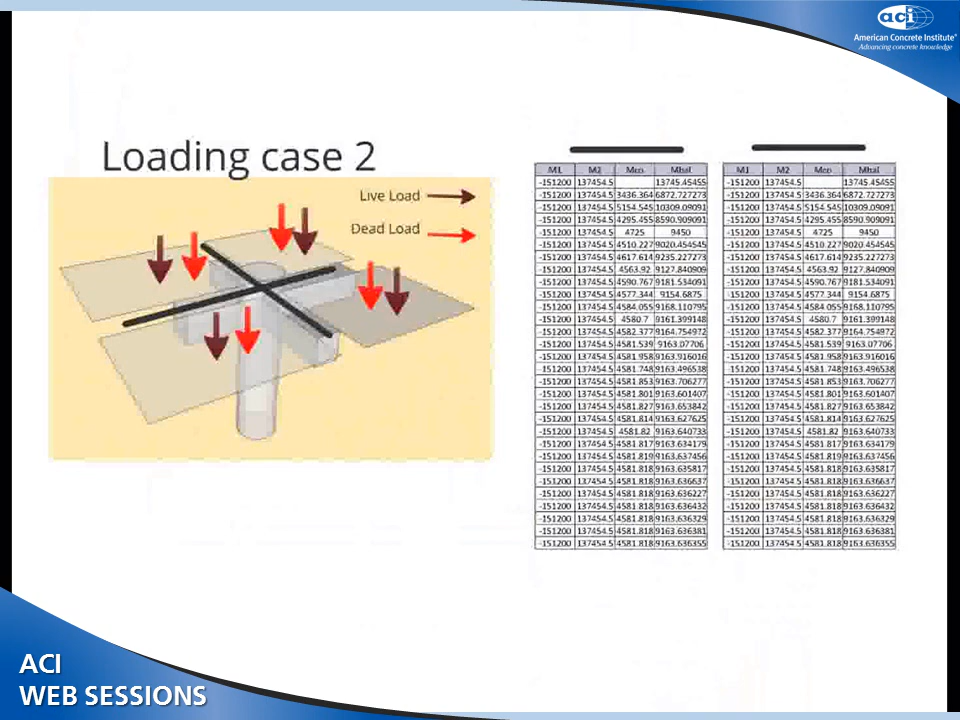 aci
American Concrete Institute®
Advancing concrete knowledge
Loading case 2
Live Load
Dead Load
M1 M2 Mco Mbal
-151200 137454.5 13745.45455
-151200 137454.5 3436.364 6872.727273
-151200 137454.5 5154.545 10309.09091
-151200 137454.5 4295.455 8590.909091
-151200 137454.5 4725 9450
-151200 137454.5 4510.227 9020.454545
-151200 137454.5 4617.614 9235.227273
-151200 137454.5 4563.92 9127.840909
-151200 137454.5 4590.767 9181.534091
-151200 137454.5 4577.344 9154.6875
-151200 137454.5 4584.055 9168.110795
-151200 137454.5 4580.7 9161.399148
-151200 137454.5 4582.377 9164.754972
-151200 137454.5 4581.539 9163.07706
-151200 137454.5 4581.958 9163.916016
-151200 137454.5 4581.748 9163.496538
-151200 137454.5 4581.853 9163.706277
-151200 137454.5 4581.801 9163.601407
-151200 137454.5 4581.827 9163.653842
-151200 137454.5 4581.814 9163.627625
-151200 137454.5 4581.82 9163.640733
-151200 137454.5 4581.817 9163.634179
-151200 137454.5 4581.819 9163.637456
-151200 137454.5 4581.818 9163.635817
-151200 137454.5 4581.818 9163.636637
-151200 137454.5 4581.818 9163.636227
-151200 137454.5 4581.818 9163.636432
-151200 137454.5 4581.818 9163.636329
-151200 137454.5 4581.818 9163.636381
-151200 137454.5 4581.818 9163.636355
M1 M2 Mco Mbal
-151200 137454.5 13745.45455
-151200 137454.5 3436.364 6872.727273
-151200 137454.5 5154.545 10309.09091
-151200 137454.5 4295.455 8590.909091
-151200 137454.5 4725 9450
-151200 137454.5 4510.227 9020.454545
-151200 137454.5 4617.614 9235.227273
-151200 137454.5 4563.92 9127.840909
-151200 137454.5 4590.767 9181.534091
-151200 137454.5 4577.344 9154.6875
-151200 137454.5 4584.055 9168.110795
-151200 137454.5 4580.7 9161.399148
-151200 137454.5 4582.377 9164.754972
-151200 137454.5 4581.539 9163.07706
-151200 137454.5 4581.958 9163.916016
-151200 137454.5 4581.748 9163.496538
-151200 137454.5 4581.853 9163.706277
-151200 137454.5 4581.801 9163.601407
-151200 137454.5 4581.827 9163.653842
-151200 137454.5 4581.814 9163.627625
-151200 137454.5 4581.82 9163.640733
-151200 137454.5 4581.817 9163.634179
-151200 137454.5 4581.819 9163.637456
-151200 137454.5 4581.818 9163.635817
-151200 137454.5 4581.818 9163.636637
-151200 137454.5 4581.818 9163.636227
-151200 137454.5 4581.818 9163.636432
-151200 137454.5 4581.818 9163.636329
-151200 137454.5 4581.818 9163.636381
-151200 137454.5 4581.818 9163.636355
ACI
WEB SESSIONS